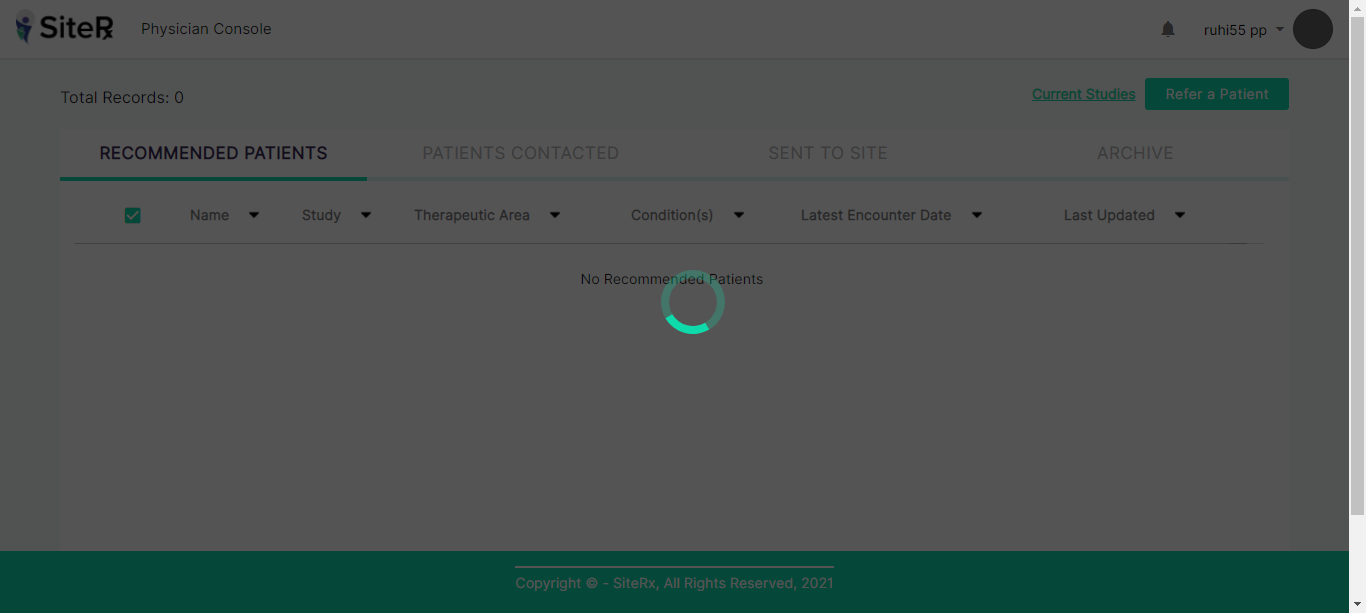 SiteRx Physician Console ruhi55 pp
Total Records: 0 Current Studies Refer a Patient
RECOMMENDED PATIENTS PATIENTS CONTACTED SENT TO SITE ARCHIVE
Name Study Therapeutic Area Condition(s) Latest Encounter Date Last Updated
No Recommended Patients
Copyright © - SiteRx, All Rights Reserved, 2021